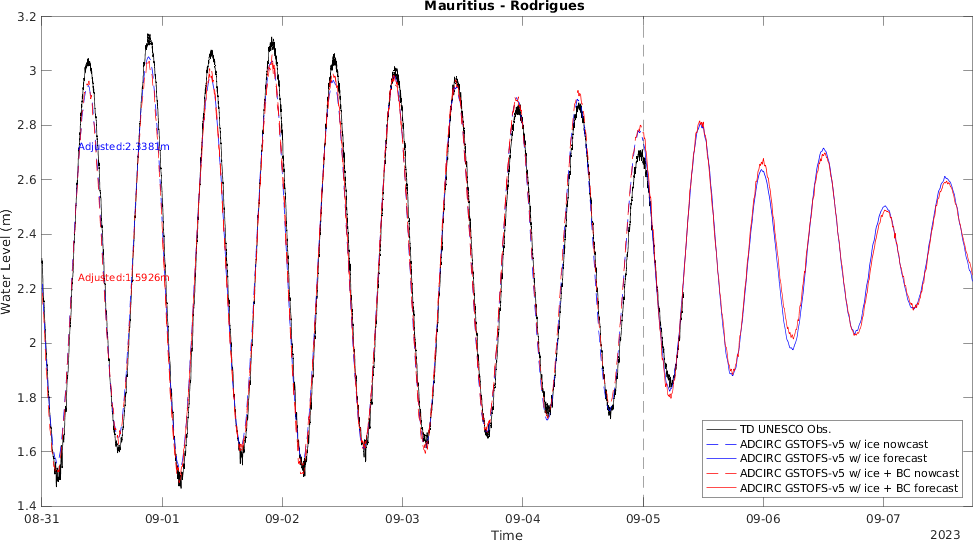 Mauritius - Rodrigues
3.2
3
2.8
2.6
2.4
2.2
2
1.8
1.6
1.4
Water Level (m)
Adjusted:2.3381m
Adjusted:1.5926m
TD UNESCO Obs.
ADCIRC GSTOFS-v5 w/ ice nowcast
ADCIRC GSTOFS-v5 w/ ice forecast
ADCIRC GSTOFS-v5 w/ ice + BC nowcast
ADCIRC GSTOFS-v5 w/ ice + BC forecast
08-31 09-01 09-02 09-03 09-04 09-05 09-06 09-07
Time
2023